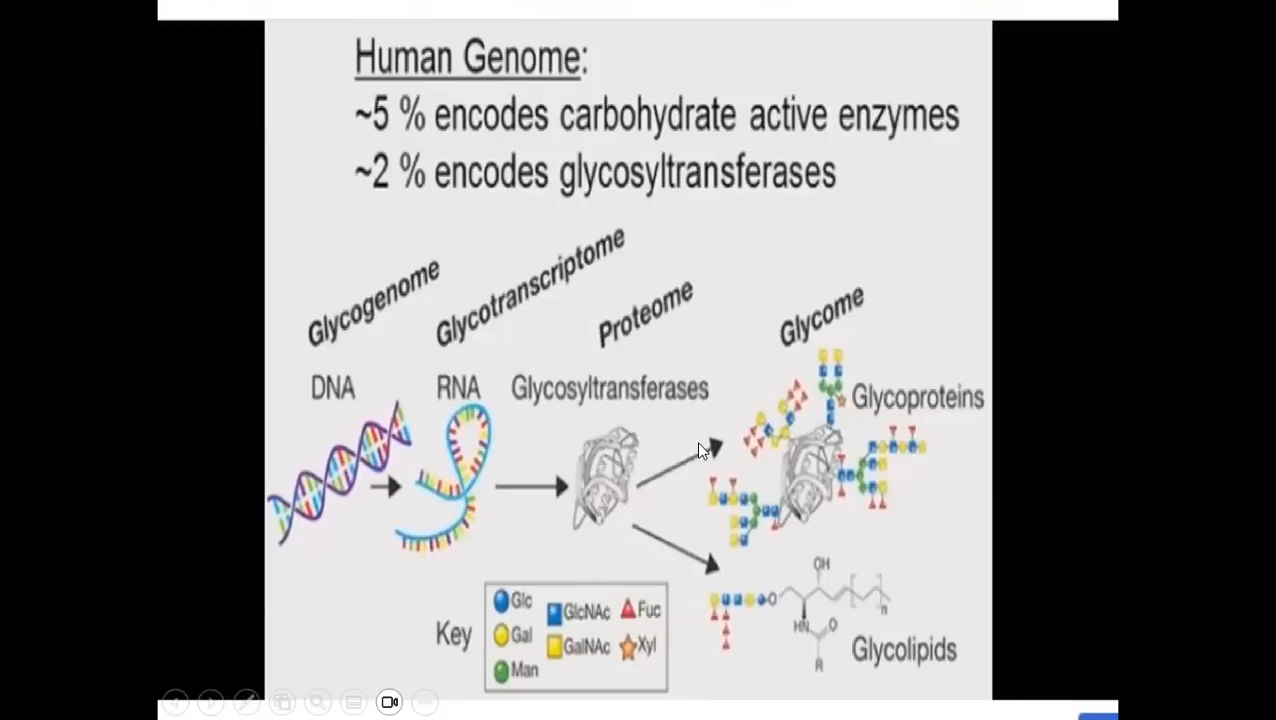 Human Genome:
~5 % encodes carbohydrate active enzymes
~2 % encodes glycosyltransferases
Glycogenome
Glycotranscriptome
Proteome
Glycome
DNA
RNA
Glycosyltransferases
Glycoproteins
OH
O
n
HN
O
R
Glycolipids
Key
Glc
GlcNAc
Fuc
Gal
GalNAc
Xyl
Man